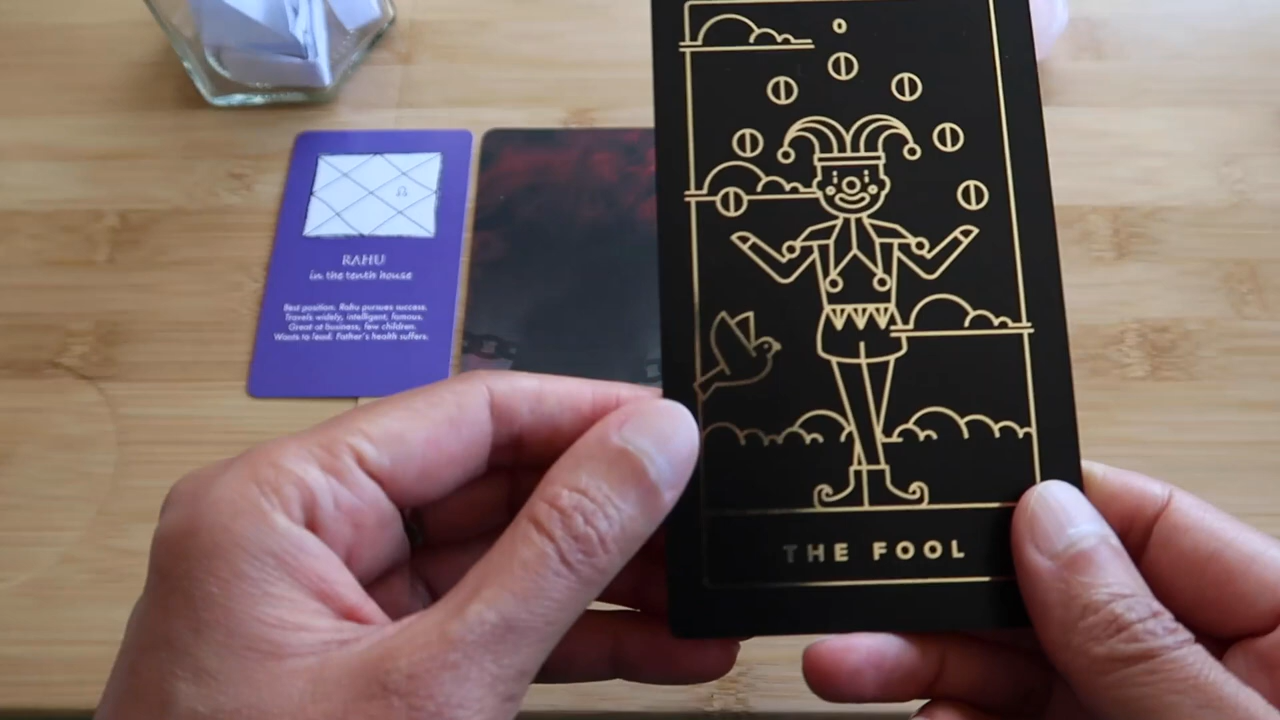 RAHU
in the tenth house
Best position. Rahu pursues success.
Travels widely, intelligent, famous.
Great at business, few children.
Wants to lead. Father's health suffers.
0
THE FOOL